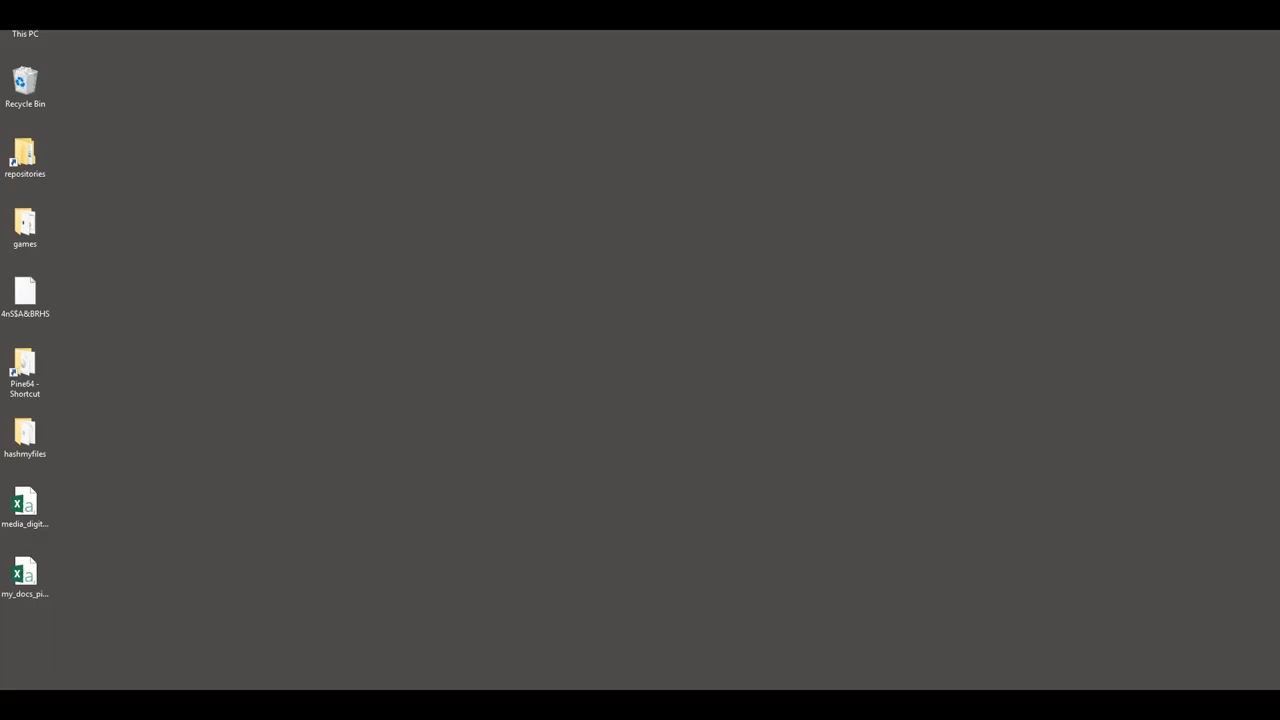 This PC
Recycle Bin
repositories
games
4nS$A&BRHS
Pine64 -
Shortcut
hashmyfiles
media_digit...
my_docs_pi...